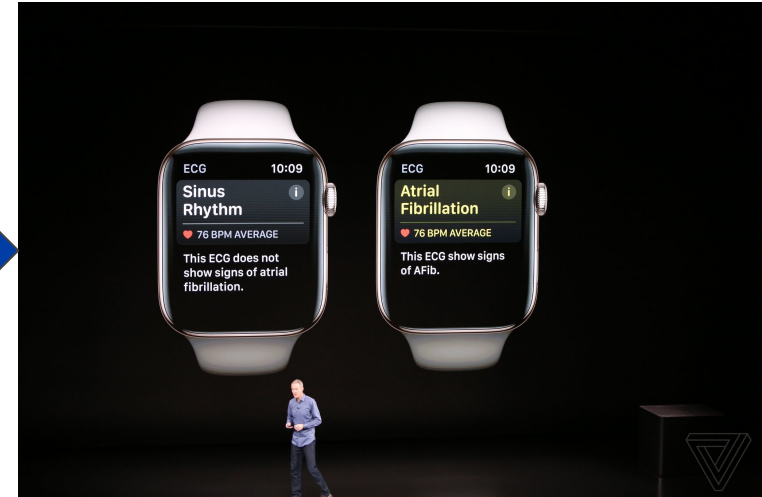 ECG 10:09
Sinus
Rhythm
76 BPM AVERAGE
This ECG does not
show signs of atrial
fibrillation.
ECG 10:09
Atrial
Fibrillation
76 BPM AVERAGE
This ECG show signs
of AFib.